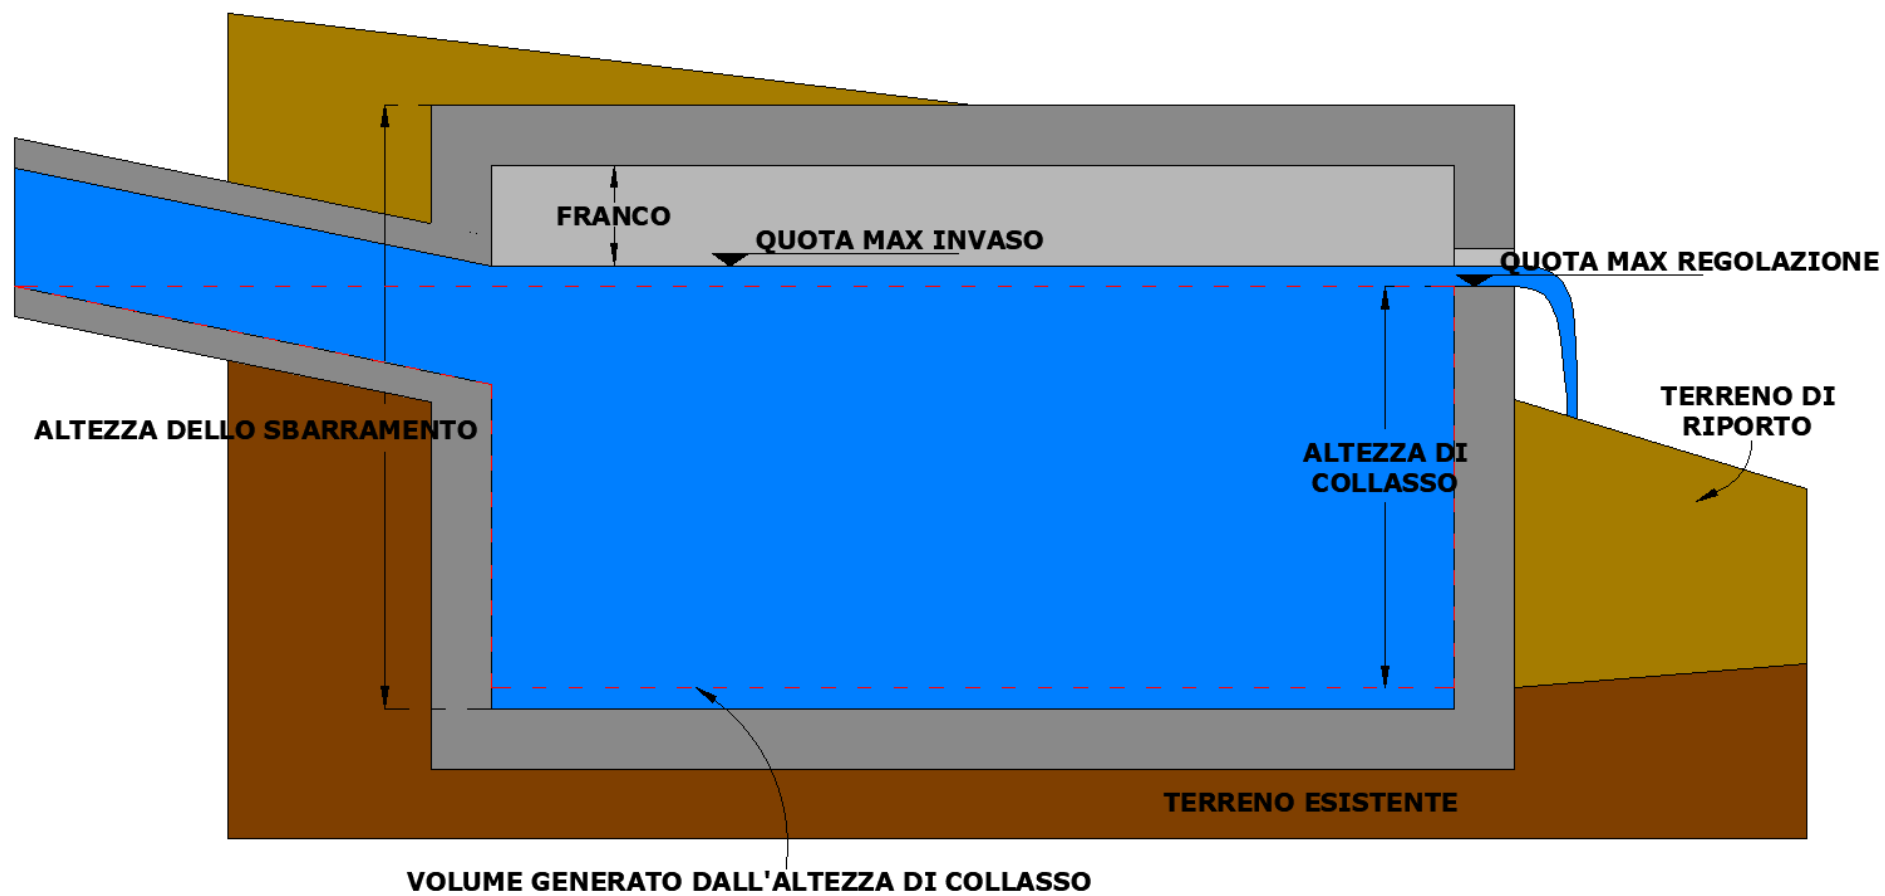 FRANCO
QUOTA MAX INVASO
QUOTA MAX REGOLAZIONE
TERRENO DI
RIPORTO
ALTEZZA DELLO SBARRAMENTO
ALTEZZA DI
COLLASSO
TERRENO ESISTENTE
VOLUME GENERATO DALL'ALTEZZA DI COLLASSO